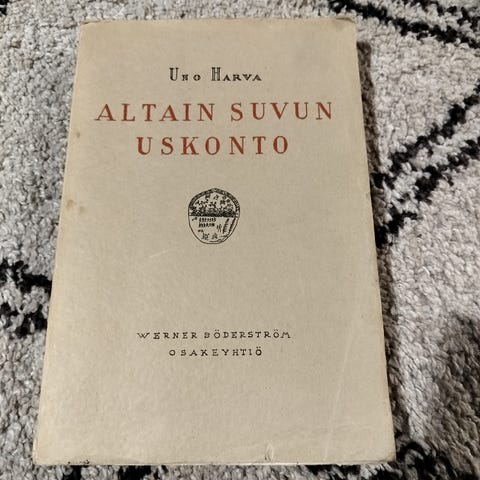 UNO HARVA
ALTAIN SUVUN
USKONTO
WERNER SÖDERSTRÖM
OSAKEYHTIÖ